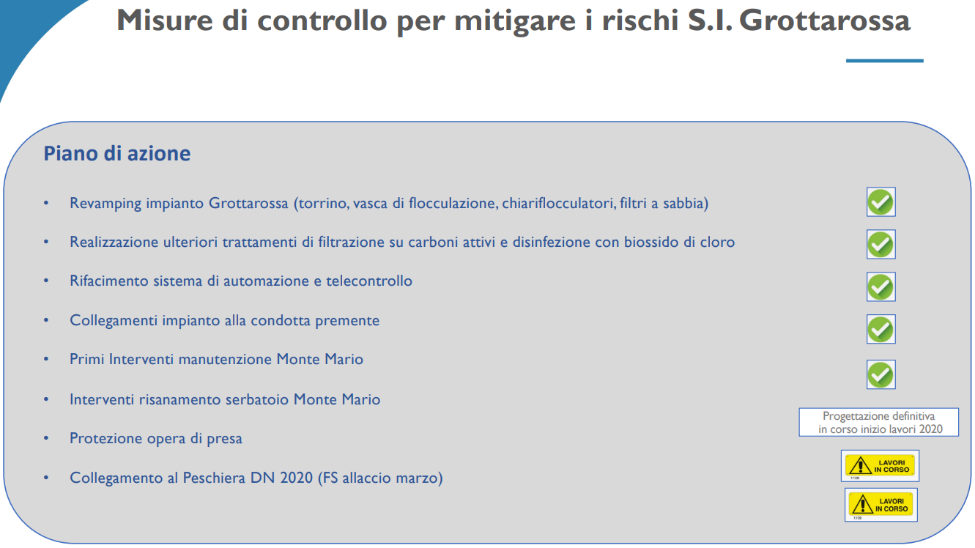 Misure di controllo per mitigare i rischi S.I. Grottarossa
Piano di azione
• Revamping impianto Grottarossa (torrino, vasca di flocculazione, chiariflocculatori, filtri a sabbia)
• Realizzazione ulteriori trattamenti di filtrazione su carboni attivi e disinfezione con biossido di cloro
• Rifacimento sistema di automazione e telecontrollo
• Collegamenti impianto alla condotta premente
• Primi Interventi manutenzione Monte Mario
• Interventi risanamento serbatoio Monte Mario
Progettazione definitiva
in corso inizio lavori 2020
• Protezione opera di presa
LAVORI
IN CORSO
• Collegamento al Peschiera DN 2020 (FS allaccio marzo)
LAVORI
IN CORSO